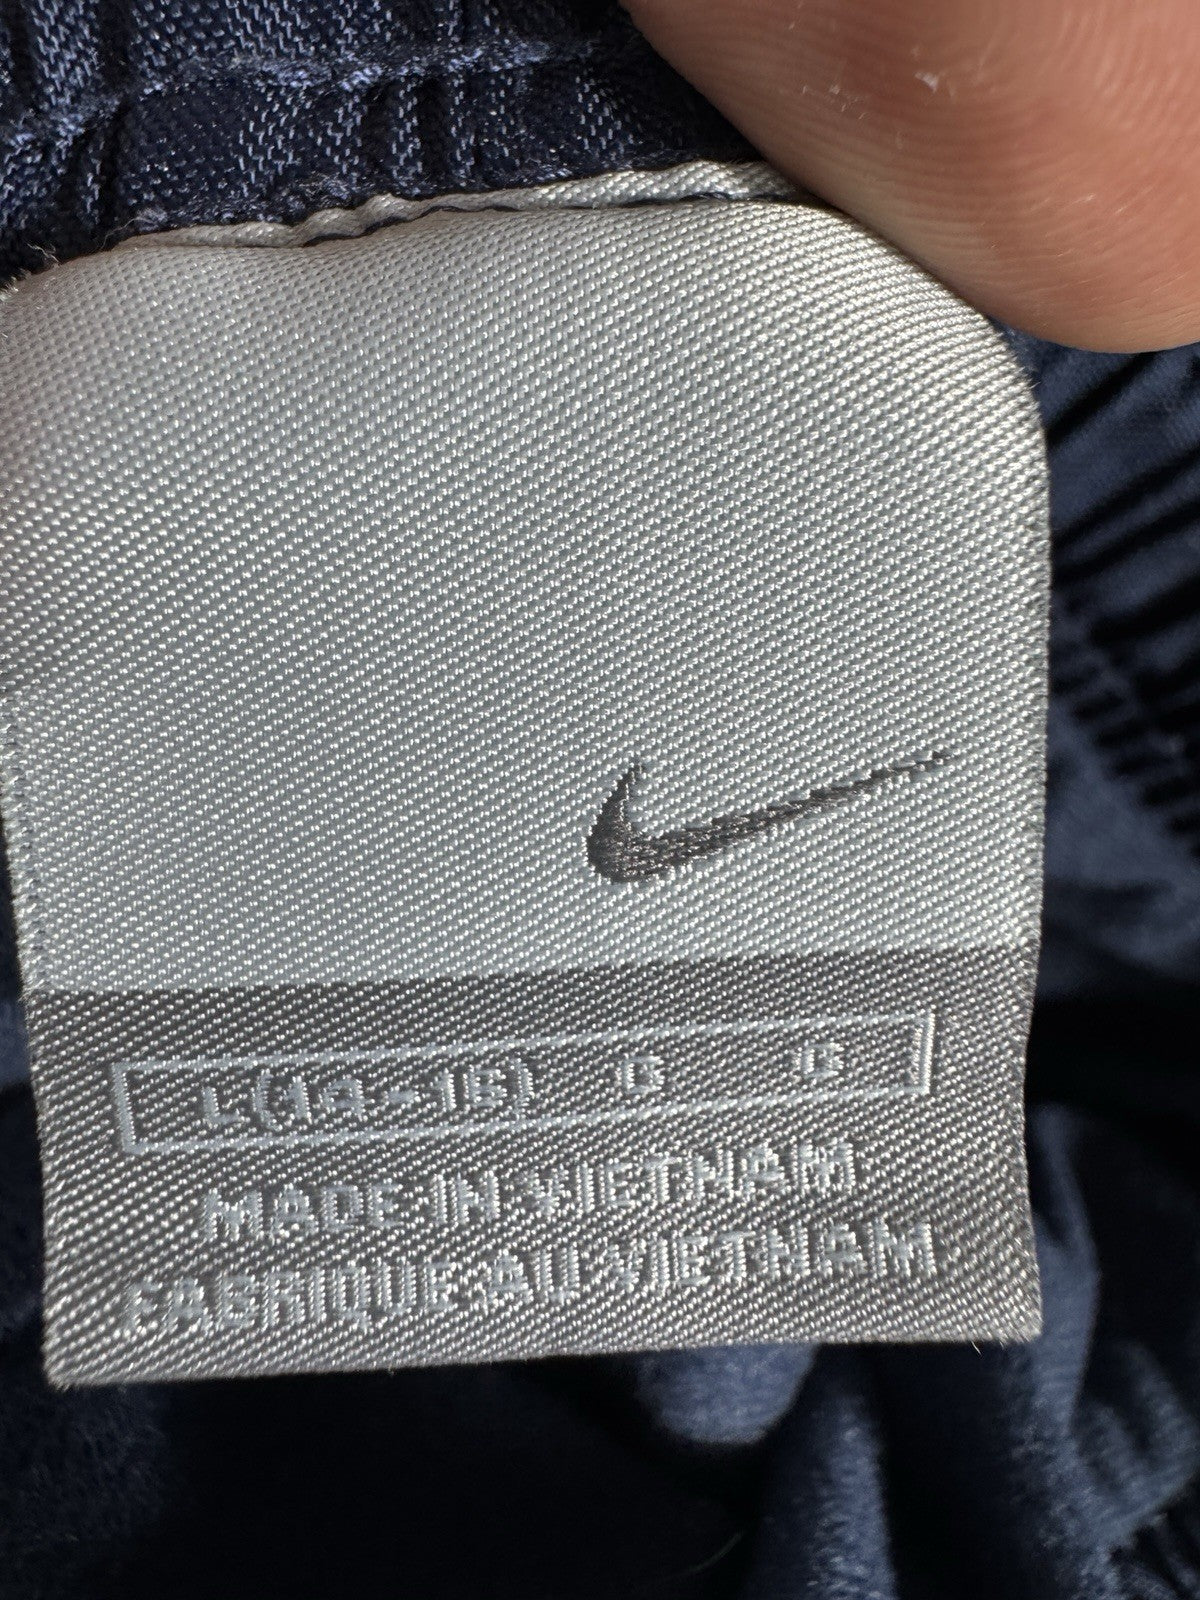 L(14-16) G G
MADE IN VIETNAM
FABRIQUE AU VIETNAM